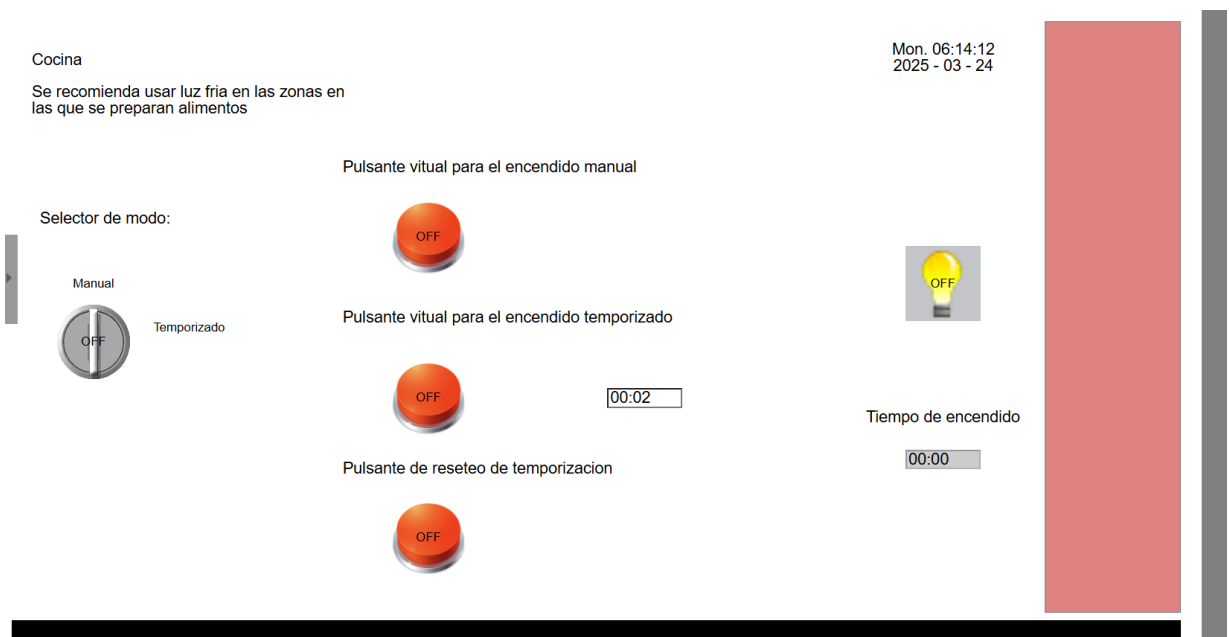 Cocina
Mon. 06:14:12
2025 - 03 - 24
Se recomienda usar luz fria en las zonas en
las que se preparan alimentos
Pulsante vitual para el encendido manual
Selector de modo:
OFF
Manual
OFF
Pulsante vitual para el encendido temporizado
Temporizado
OFF
OFF
00:02
Tiempo de encendido
00:00
Pulsante de reseteo de temporizacion
OFF